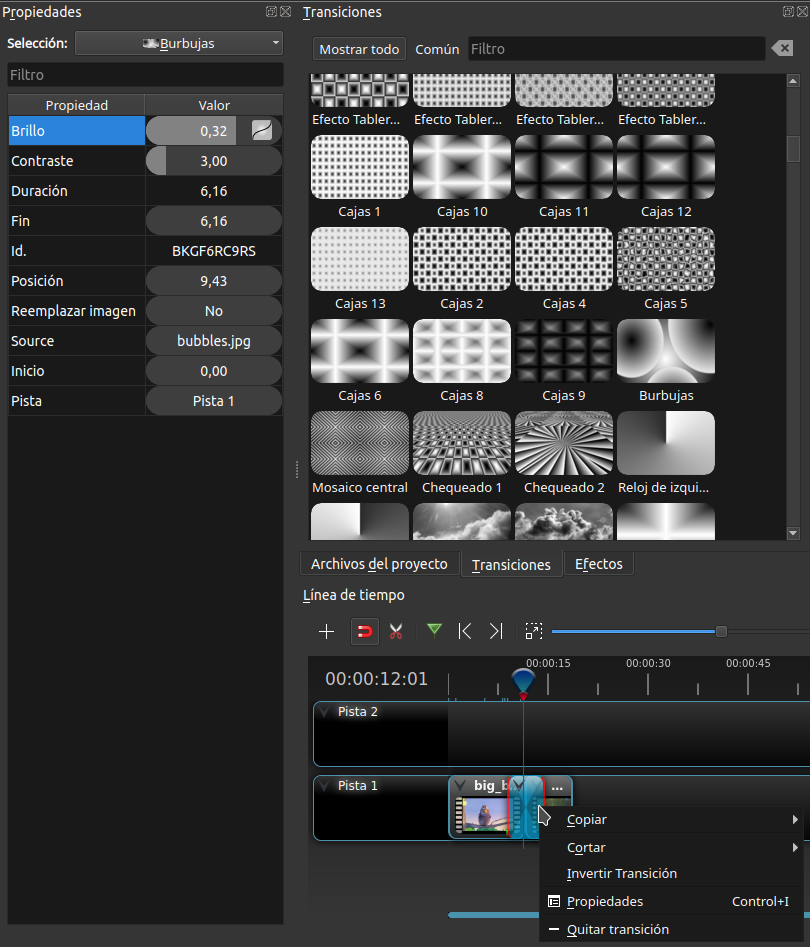 Propiedades
Selección:
Burbujas
Filtro
Propiedad Valor
Brillo 0,32
Contraste 3,00
Duración 6,16
Fin 6,16
Id. BKGF6RC9RS
Posición 9,43
Reemplazar imagen No
Source bubbles.jpg
Inicio 0,00
Pista Pista 1
Transiciones
Mostrar todo Común Filtro
Efecto Tabler... Efecto Tabler... Efecto Tabler... Efecto Tabler...
Cajas 1 Cajas 10 Cajas 11 Cajas 12
Cajas 13 Cajas 2 Cajas 4 Cajas 5
Cajas 6 Cajas 8 Cajas 9 Burbujas
Mosaico central Chequeado 1 Chequeado 2 Reloj de izqui...
Archivos del proyecto Transiciones Efectos
Línea de tiempo
00:00:12:01
00:00:15 00:00:30 00:00:45
Pista 2
Pista 1
big_b
...
Copiar
Cortar
Invertir Transición
Propiedades Control+I
Quitar transición